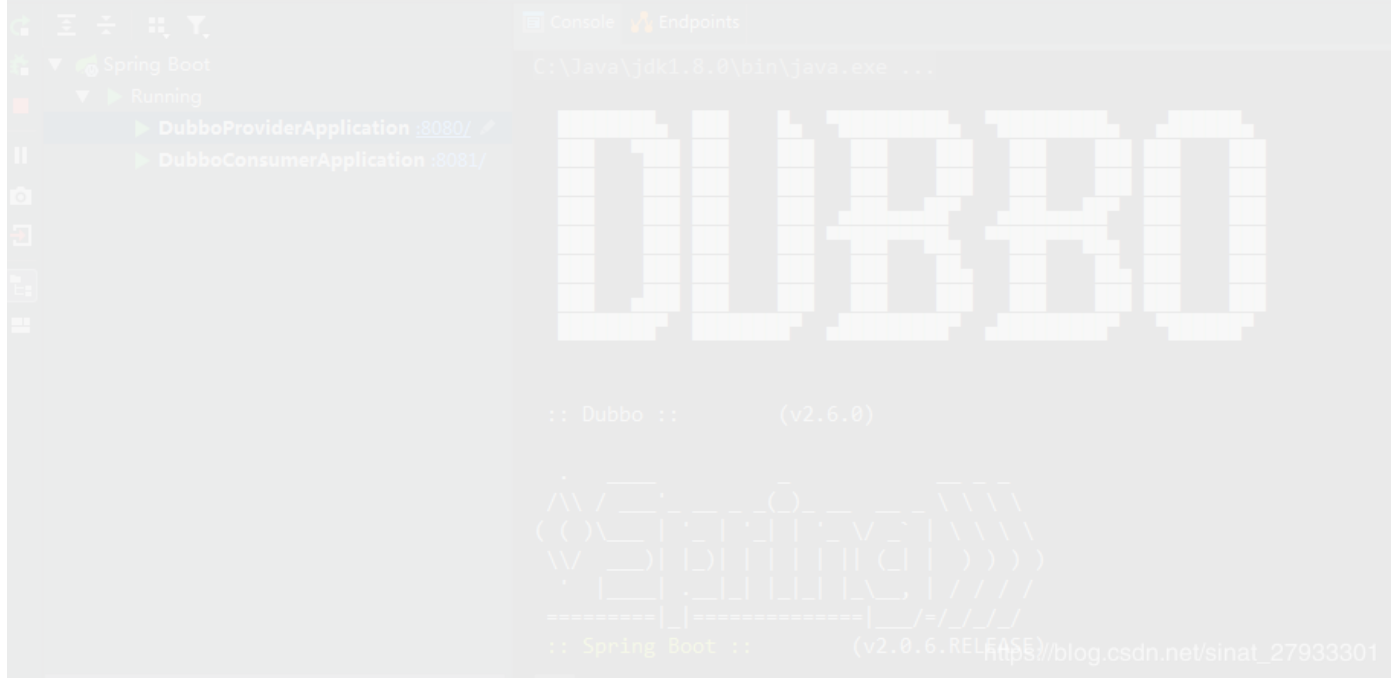 Console Endpoints
Spring Boot
Running
DubboProviderApplication :8080/
DubboConsumerApplication :8081/
C:\Java\jdk1.8.0\bin\java.exe ...
DUBBO
:: Dubbo :: (v2.6.0)
Spring
:: Spring Boot :: (v2.0.6.RELEASE)
https://blog.csdn.net/sinat_27933301